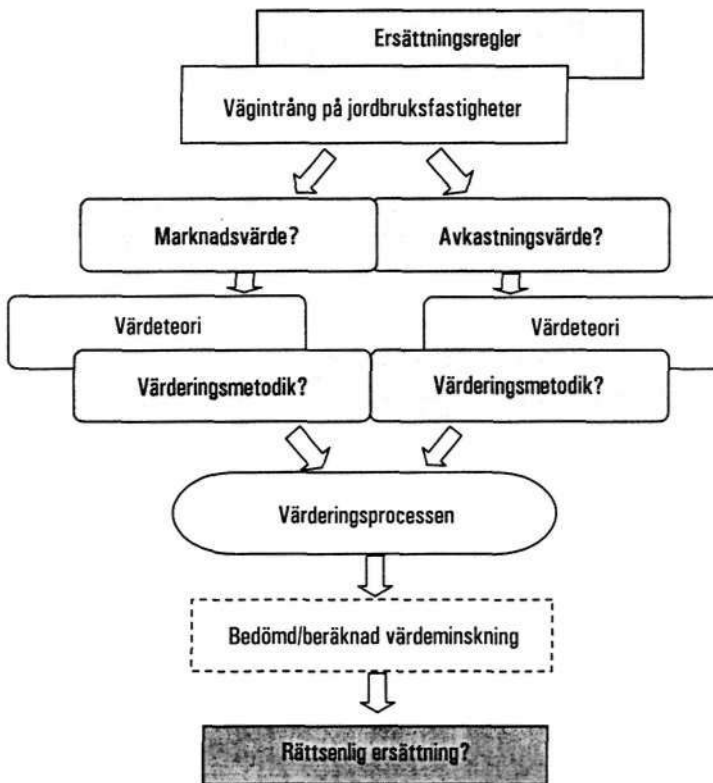 Ersättningsregler
Vägintrång på jordbruksfastigheter
Marknadsvärde?
Avkastningsvärde?
Värdeteori
Värdeteori
Värderingsmetodik?
Värderingsmetodik?
Värderingsprocessen
Bedömd/beräknad värdeminskning
Rättsenlig ersättning?